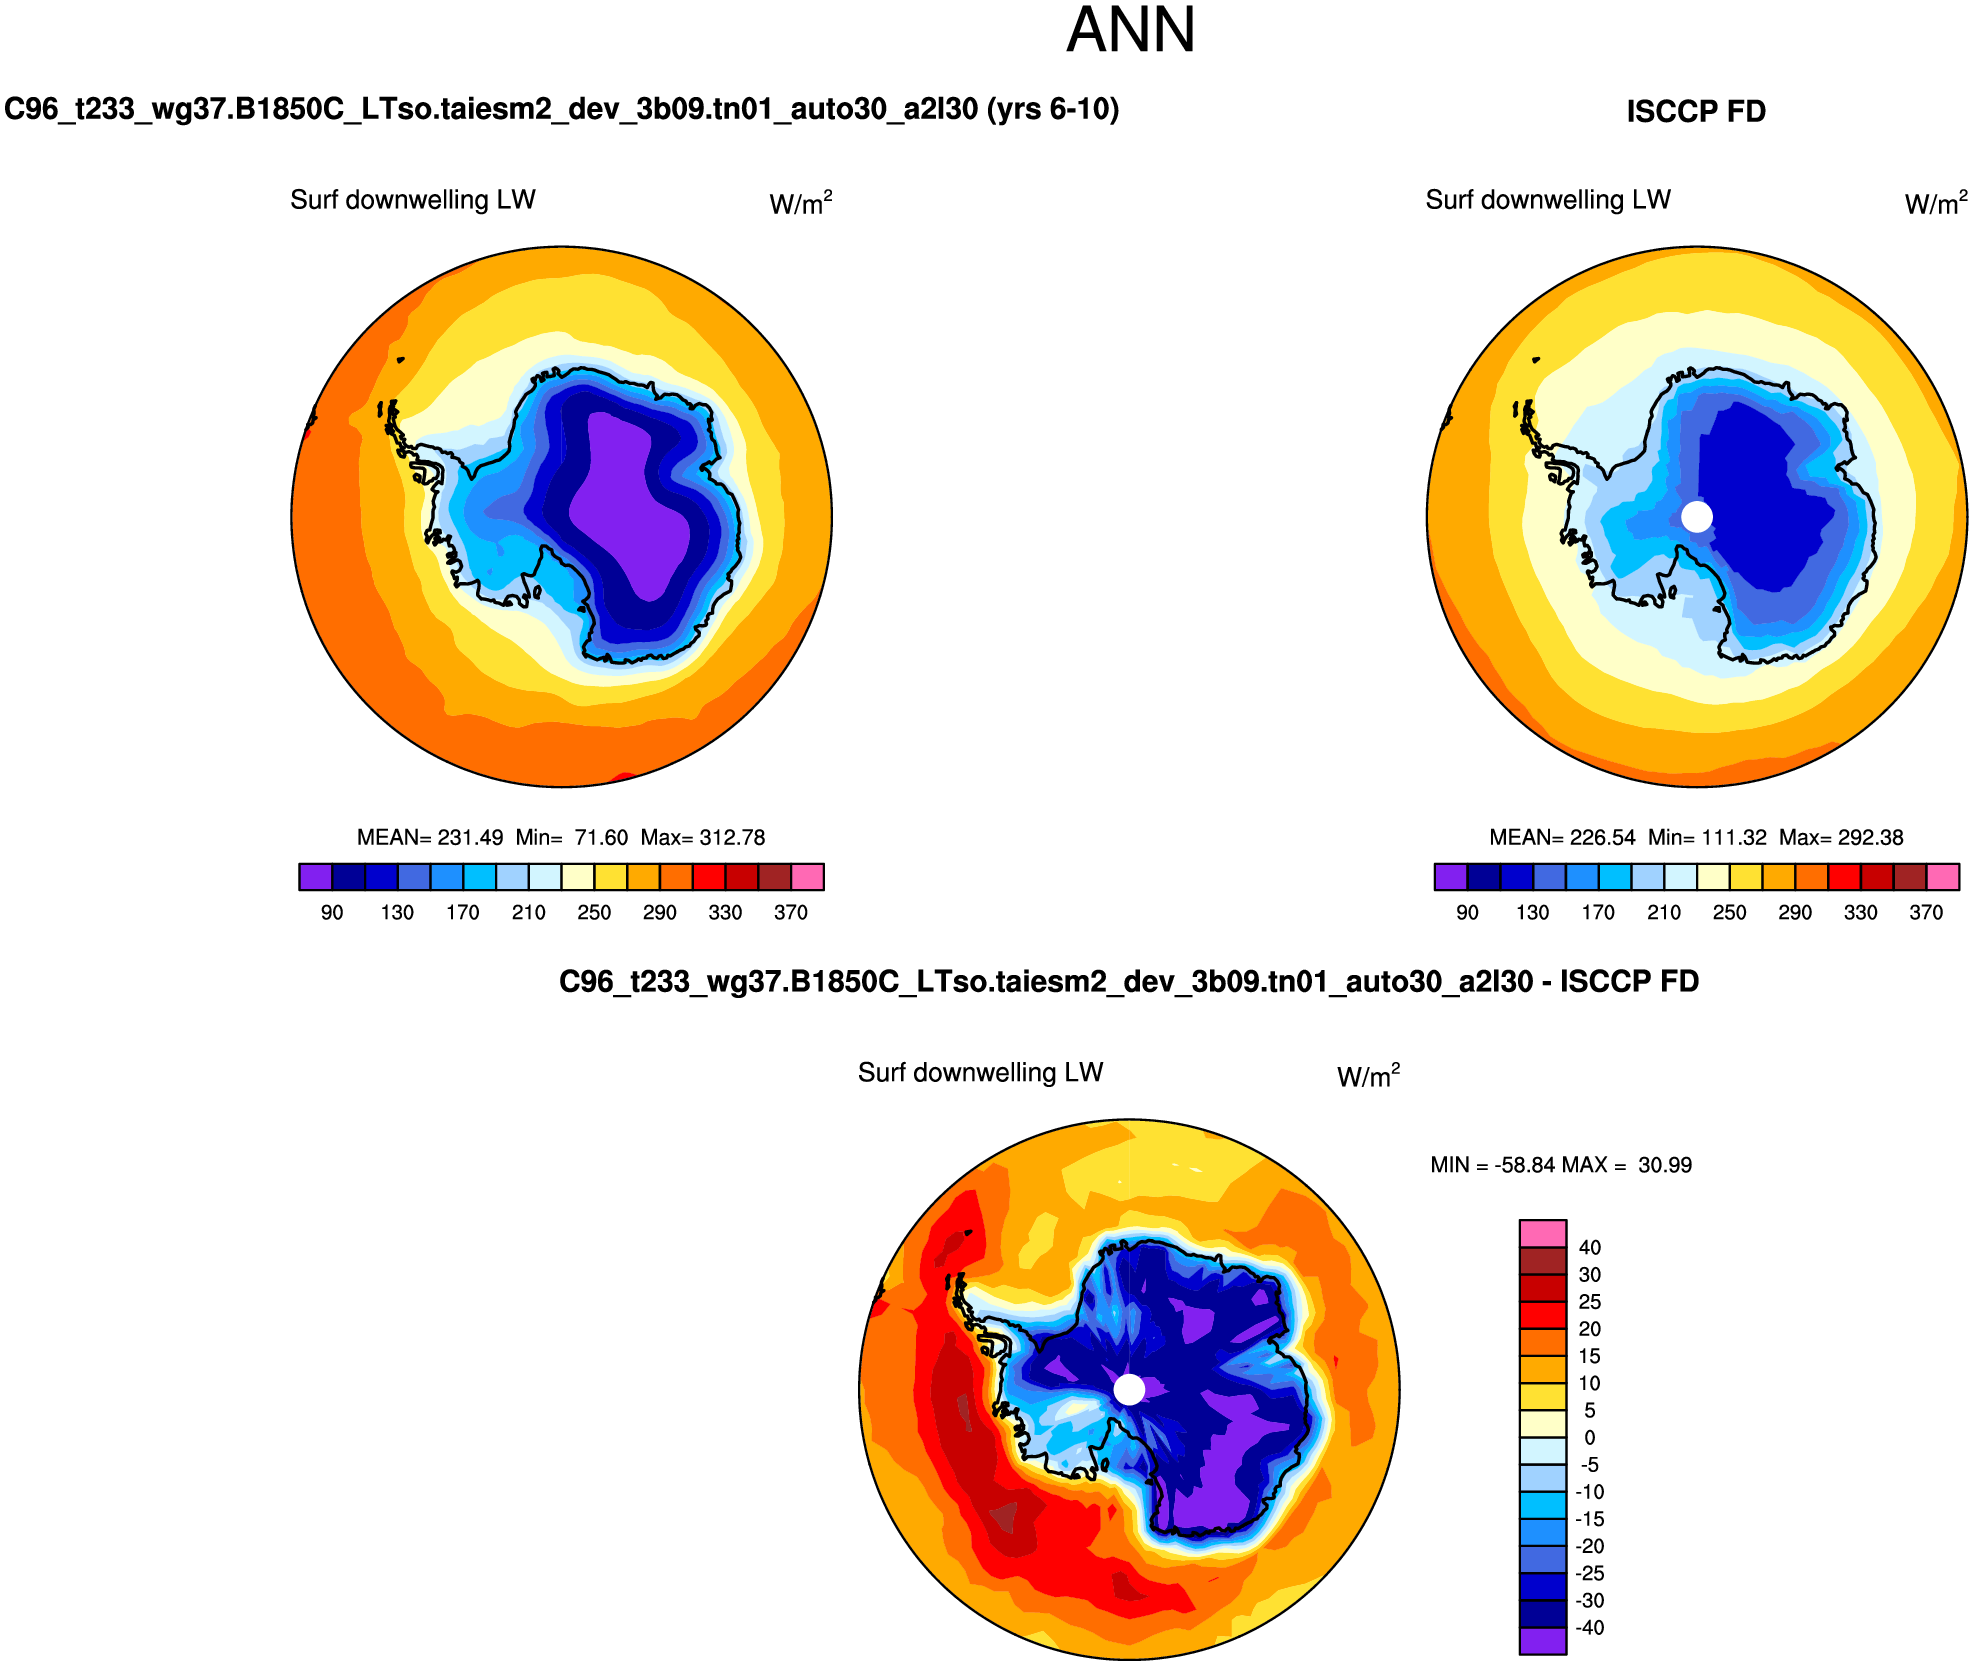 ANN
C96_t233_wg37.B1850C_LTso.taiesm2_dev_3b09.tn01_auto30_a2l30 (yrs 6-10)
ISCCP FD
Surf downwelling LW W/m²
Surf downwelling LW W/m²
MEAN= 231.49 Min= 71.60 Max= 312.78
MEAN= 226.54 Min= 111.32 Max= 292.38
90 130 170 210 250 290 330 370
90 130 170 210 250 290 330 370
C96_t233_wg37.B1850C_LTso.taiesm2_dev_3b09.tn01_auto30_a2l30 - ISCCP FD
Surf downwelling LW W/m²
MIN = -58.84 MAX = 30.99
40
30
25
20
15
10
5
0
-5
-10
-15
-20
-25
-30
-40